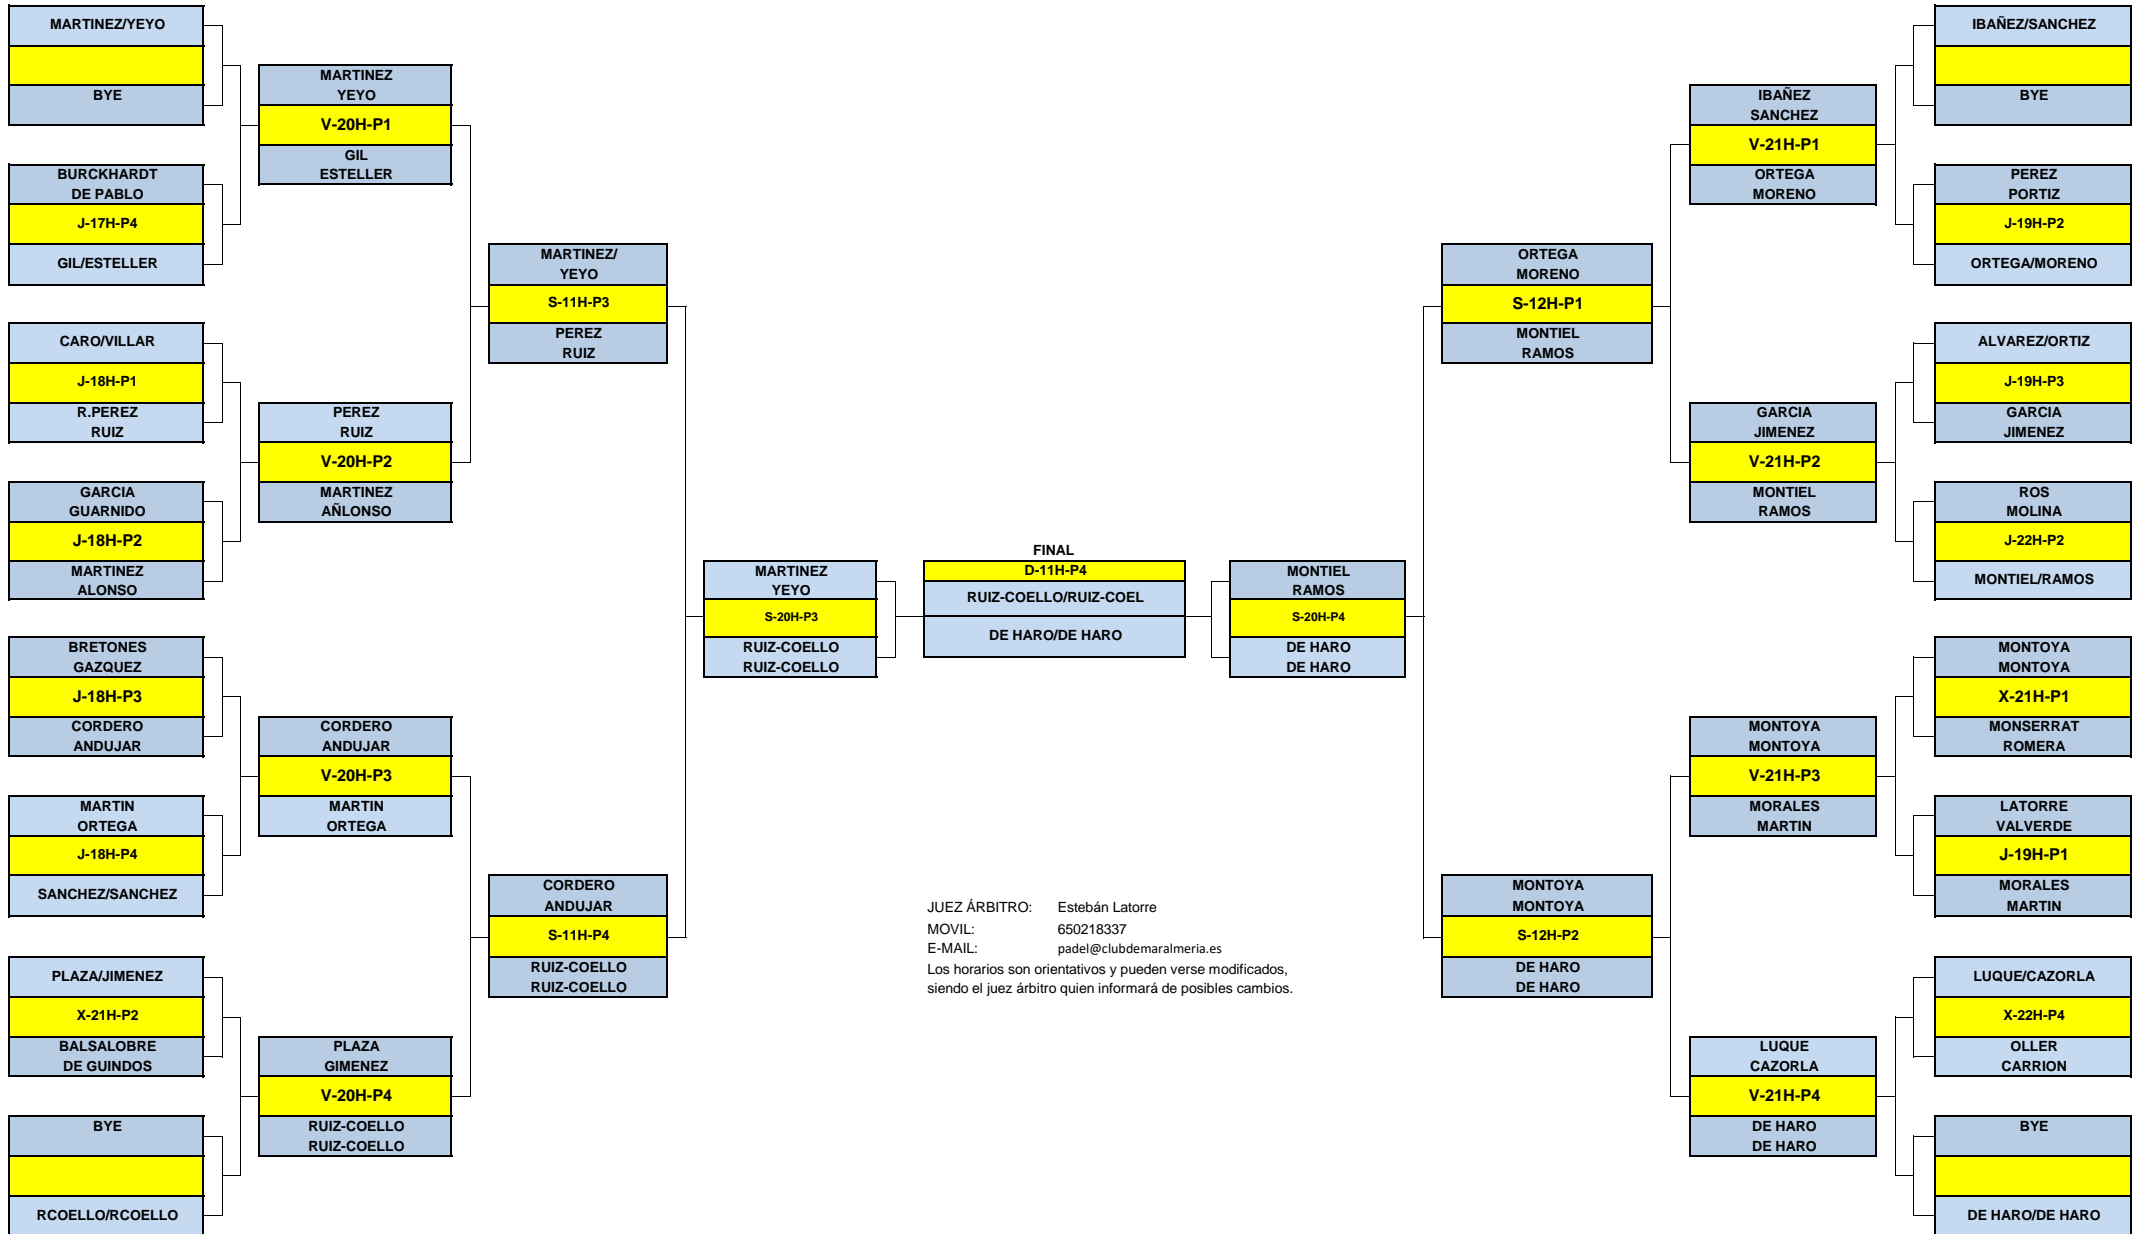 MARTINEZ/YEYO
BYE
BURCKHARDT
DE PABLO
J-17H-P4
GIL/ESTELLER
CARO/VILLAR
J-18H-P1
R.PEREZ
RUIZ
GARCIA
GUARNIDO
J-18H-P2
MARTINEZ
ALONSO
BRETONES
GAZQUEZ
J-18H-P3
CORDERO
ANDUJAR
MARTIN
ORTEGA
J-18H-P4
SANCHEZ/SANCHEZ
PLAZA/JIMENEZ
X-21H-P2
BALSALOBRE
DE GUINDOS
BYE
RCOELLO/RCOELLO
MARTINEZ
YEYO
V-20H-P1
GIL
ESTELLER
PEREZ
RUIZ
V-20H-P2
MARTINEZ
AÑLONSO
CORDERO
ANDUJAR
V-20H-P3
MARTIN
ORTEGA
PLAZA
GIMENEZ
V-20H-P4
RUIZ-COELLO
RUIZ-COELLO
MARTINEZ/
YEYO
S-11H-P3
PEREZ
RUIZ
CORDERO
ANDUJAR
S-11H-P4
RUIZ-COELLO
RUIZ-COELLO
MARTINEZ
YEYO
S-20H-P3
RUIZ-COELLO
RUIZ-COELLO
FINAL
D-11H-P4
RUIZ-COELLO/RUIZ-COEL
DE HARO/DE HARO
MONTIEL
RAMOS
S-20H-P4
DE HARO
DE HARO
JUEZ ÁRBITRO: Estebán Latorre
MOVIL: 650218337
E-MAIL: padel@clubdemaralmeria.es
Los horarios son orientativos y pueden verse modificados,
siendo el juez árbitro quien informará de posibles cambios.
ORTEGA
MORENO
S-12H-P1
MONTIEL
RAMOS
MONTOYA
MONTOYA
S-12H-P2
DE HARO
DE HARO
IBAÑEZ
SANCHEZ
V-21H-P1
ORTEGA
MORENO
GARCIA
JIMENEZ
V-21H-P2
MONTIEL
RAMOS
MONTOYA
MONTOYA
V-21H-P3
MORALES
MARTIN
LUQUE
CAZORLA
V-21H-P4
DE HARO
DE HARO
IBAÑEZ/SANCHEZ
BYE
PEREZ
PORTIZ
J-19H-P2
ORTEGA/MORENO
ALVAREZ/ORTIZ
J-19H-P3
GARCIA
JIMENEZ
ROS
MOLINA
J-22H-P2
MONTIEL/RAMOS
MONTOYA
MONTOYA
X-21H-P1
MONSERRAT
ROMERA
LATORRE
VALVERDE
J-19H-P1
MORALES
MARTIN
LUQUE/CAZORLA
X-22H-P4
OLLER
CARRION
BYE
DE HARO/DE HARO